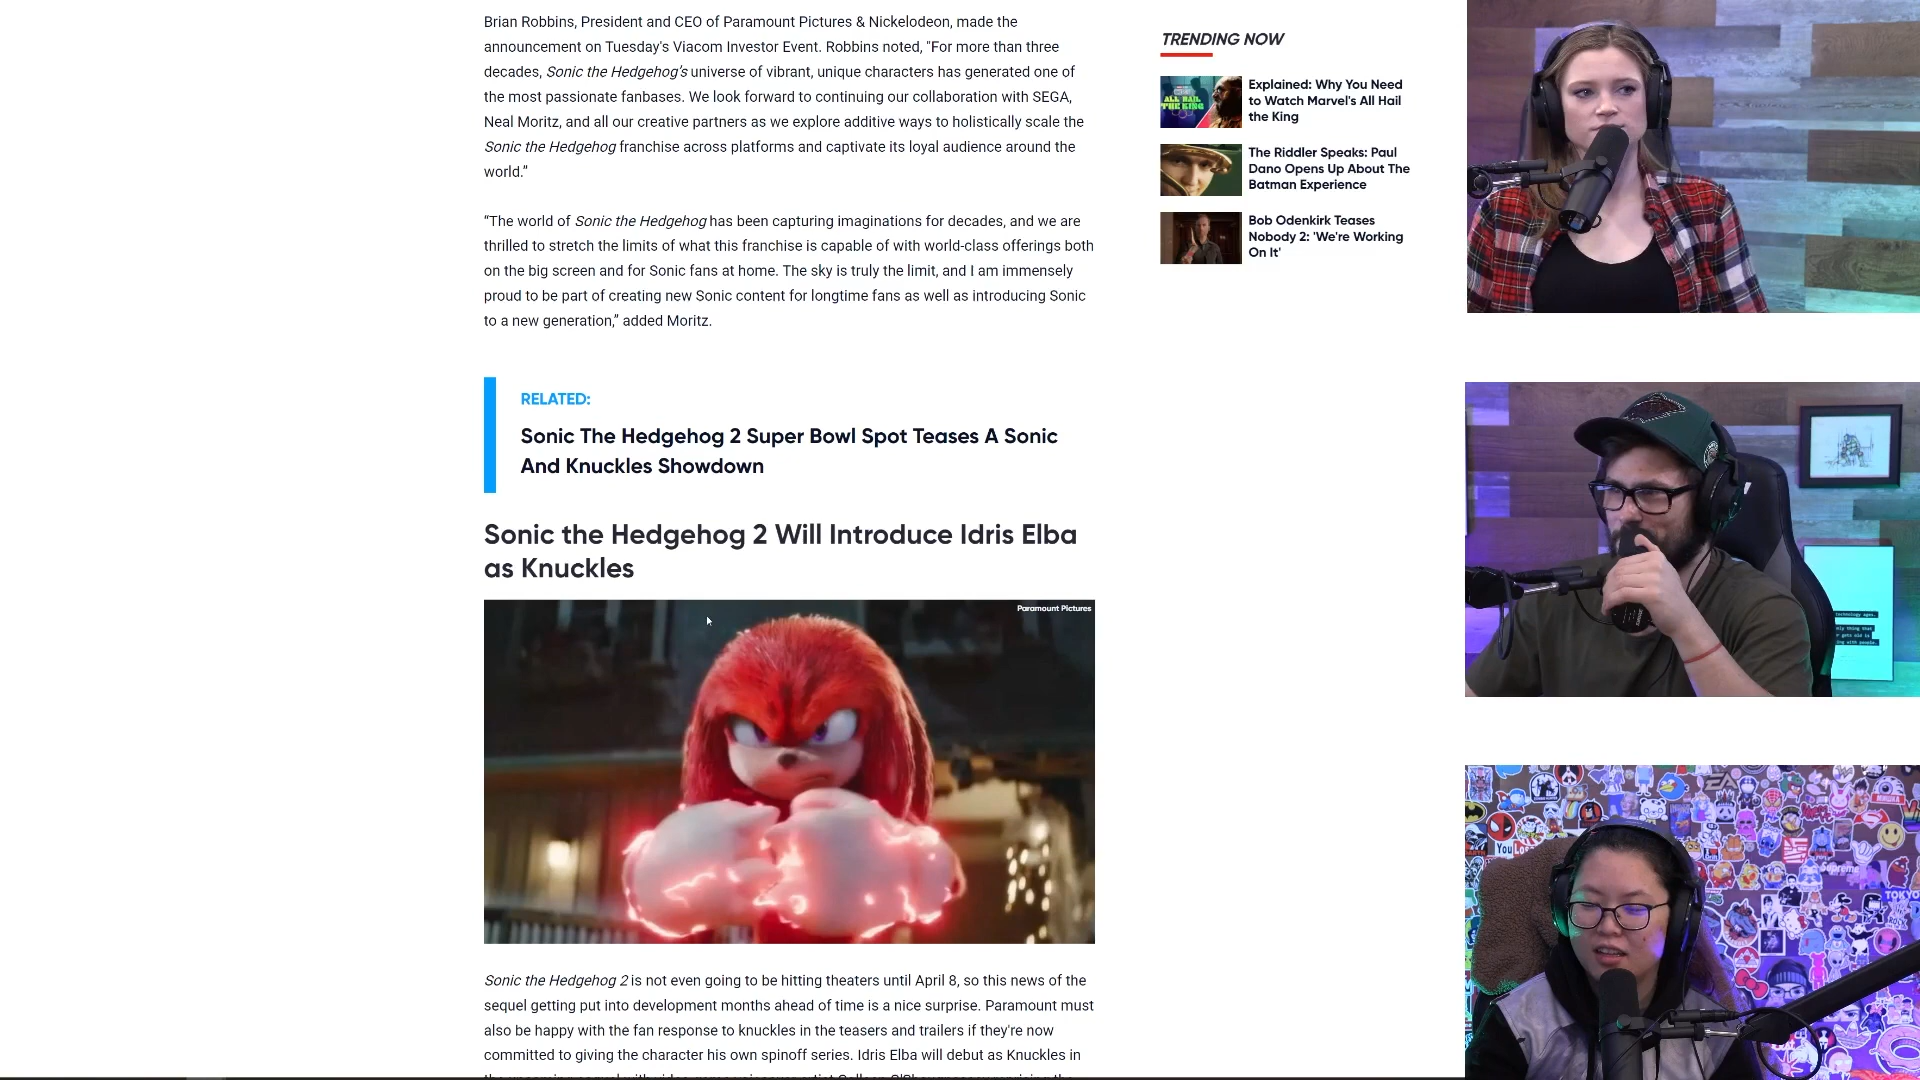 Brian Robbins, President and CEO of Paramount Pictures & Nickelodeon, made the
announcement on Tuesday's Viacom Investor Event. Robbins noted, "For more than three
decades, Sonic the Hedgehog's universe of vibrant, unique characters has generated one of
the most passionate fanbases. We look forward to continuing our collaboration with SEGA,
Neal Moritz, and all our creative partners as we explore additive ways to holistically scale the
Sonic the Hedgehog franchise across platforms and captivate its loyal audience around the
world.”
“The world of Sonic the Hedgehog has been capturing imaginations for decades, and we are
thrilled to stretch the limits of what this franchise is capable of with world-class offerings both
on the big screen and for Sonic fans at home. The sky is truly the limit, and I am immensely
proud to be part of creating new Sonic content for longtime fans as well as introducing Sonic
to a new generation,” added Moritz.
RELATED:
Sonic The Hedgehog 2 Super Bowl Spot Teases A Sonic
And Knuckles Showdown
Sonic the Hedgehog 2 Will Introduce Idris Elba
as Knuckles
Paramount Pictures
Sonic the Hedgehog 2 is not even going to be hitting theaters until April 8, so this news of the
sequel getting put into development months ahead of time is a nice surprise. Paramount must
also be happy with the fan response to knuckles in the teasers and trailers if they're now
committed to giving the character his own spinoff series. Idris Elba will debut as Knuckles in
TRENDING NOW
ALL HAIL
THE KING
Explained: Why You Need
to Watch Marvel's All Hail
the King
The Riddler Speaks: Paul
Dano Opens Up About The
Batman Experience
Bob Odenkirk Teases
Nobody 2: 'We're Working
On It'
Supreme
TOKYO